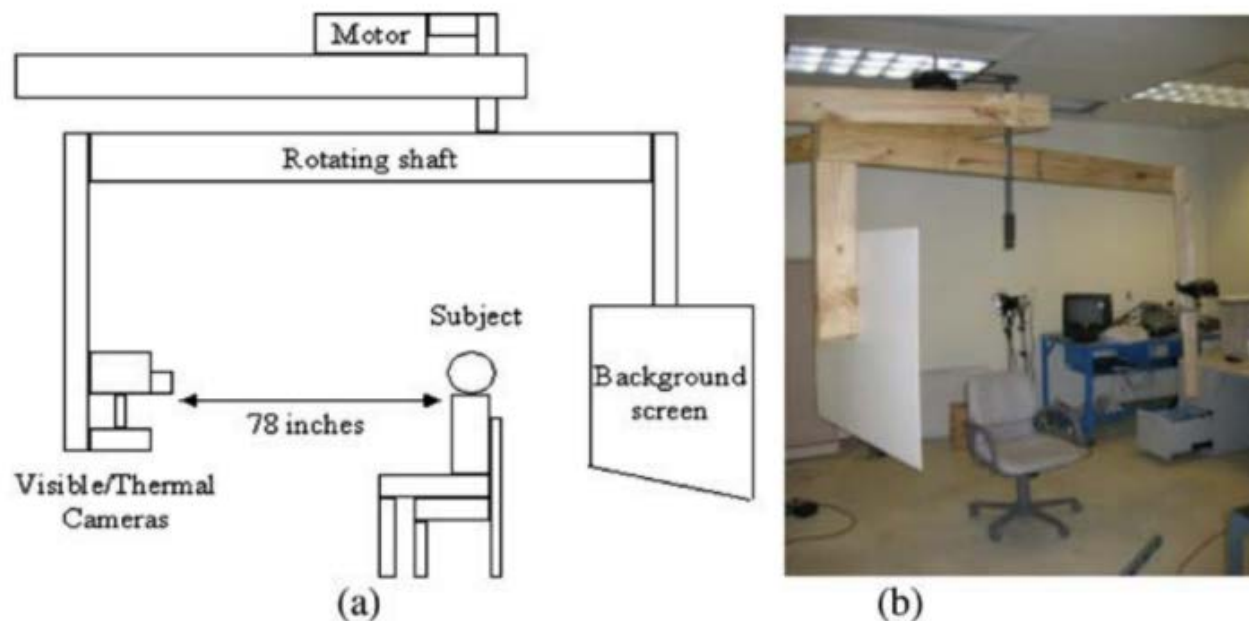 Motor
Rotating shaft
Subject
Background
screen
78 inches
Visible/Thermal
Cameras
(a)
(b)